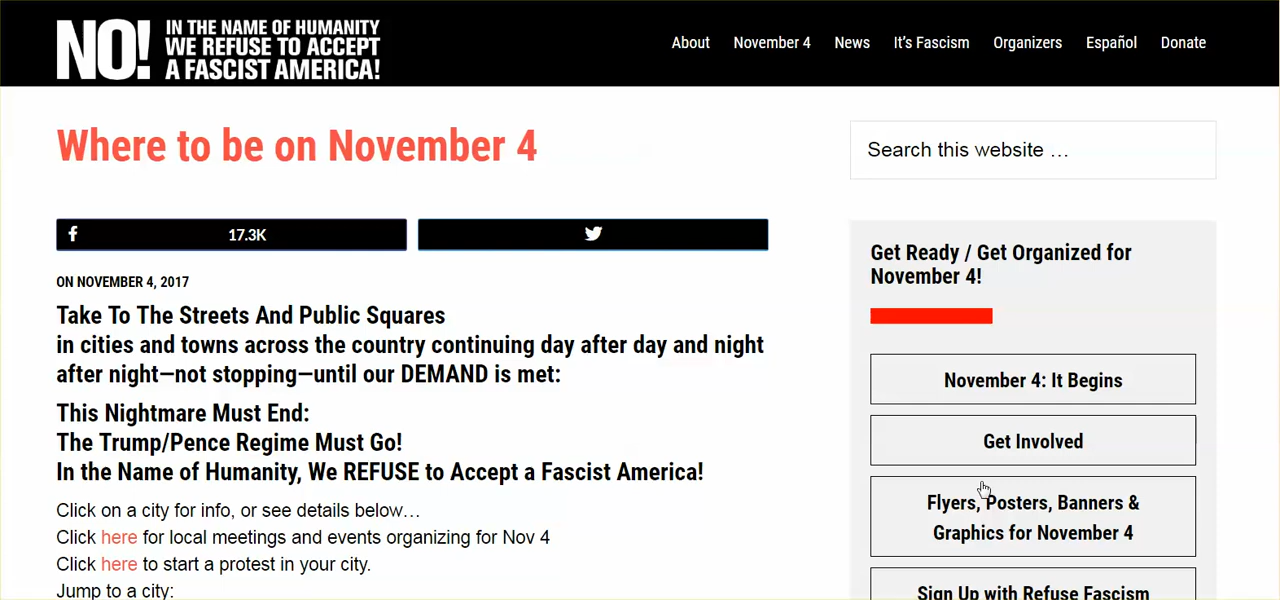 NO! IN THE NAME OF HUMANITY
WE REFUSE TO ACCEPT
A FASCIST AMERICA!
About November 4 News It's Fascism Organizers Español Donate
Where to be on November 4
Search this website …
17.3K
ON NOVEMBER 4, 2017
Take To The Streets And Public Squares
in cities and towns across the country continuing day after day and night
after night—not stopping—until our DEMAND is met:
This Nightmare Must End:
The Trump/Pence Regime Must Go!
In the Name of Humanity, We REFUSE to Accept a Fascist America!
Click on a city for info, or see details below…
Click here for local meetings and events organizing for Nov 4
Click here to start a protest in your city.
Jump to a city:
Get Ready / Get Organized for
November 4!
November 4: It Begins
Get Involved
Flyers, Posters, Banners &
Graphics for November 4
Sign Up with Refuse Fascism